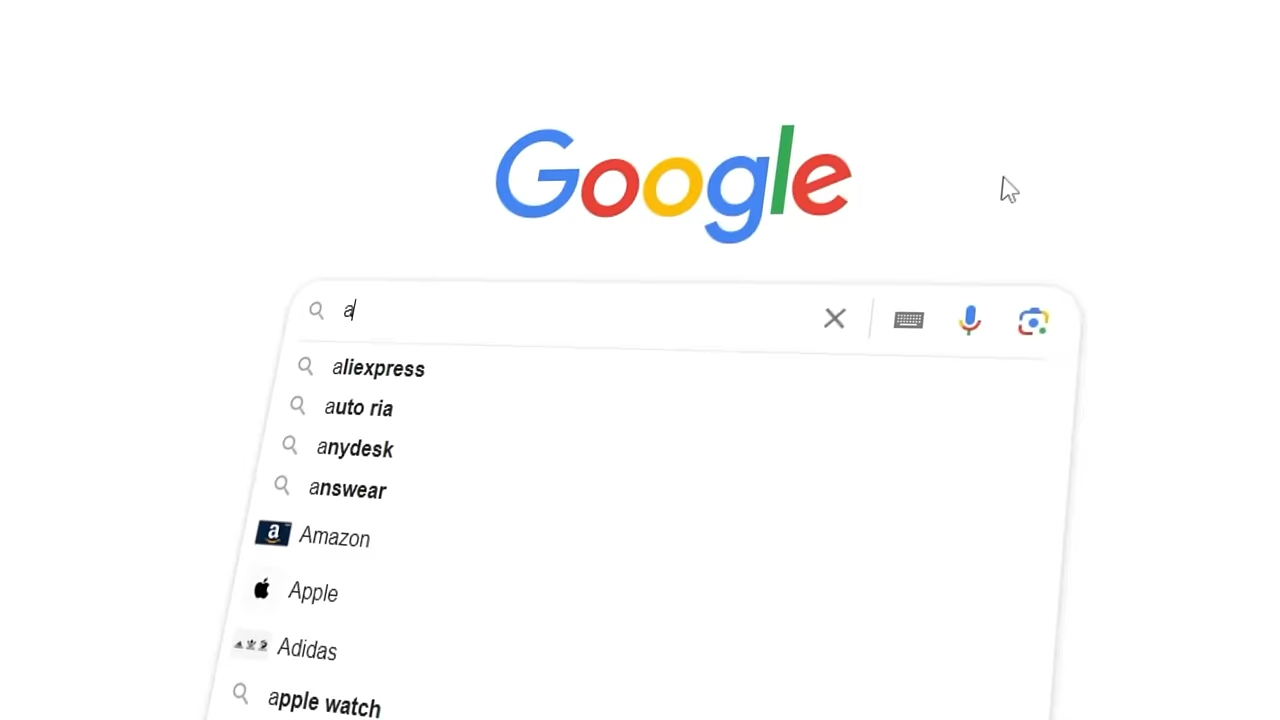 Google
a
aliexpress
auto ria
anydesk
answear
a Amazon
Apple
Adidas
apple watch